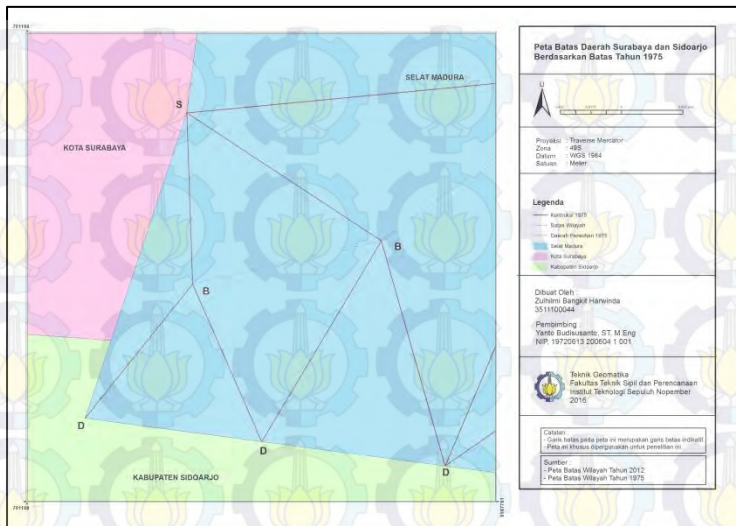 Peta Batas Daerah Surabaya dan Sidoarjo
Berdasarkan Batas Tahun 1975
SELAT MADURA
S
KOTA SURABAYA
B
B
D
D
D
KABUPATEN SIDOARJO
U
Proyeksi : Traverse Mercator
Zona : 49S
Datum : WGS 1984
Satuan : Meter
Legenda
Konstruksi 1975
Batas Wilayah
Daerah Penelitian 1975
Selat Madura
Kota Surabaya
Kabupaten Sidoarjo
Dibuat Oleh :
Zulhilmi Bangkit Harwinda
3511100044
Pembimbing :
Yanto Budisusanto, ST. M Eng
NIP. 19720613 200604 1 001
Teknik Geomatika
Fakultas Teknik Sipil dan Perencanaan
Institut Teknologi Sepuluh Nopember
2016
Catatan :
- Garis batas pada peta ini merupakan garis batas indikatif
- Peta ini khusus dipergunakan untuk penelitian ini
Sumber :
- Peta Batas Wilayah Tahun 2012
- Peta Batas Wilayah Tahun 1975